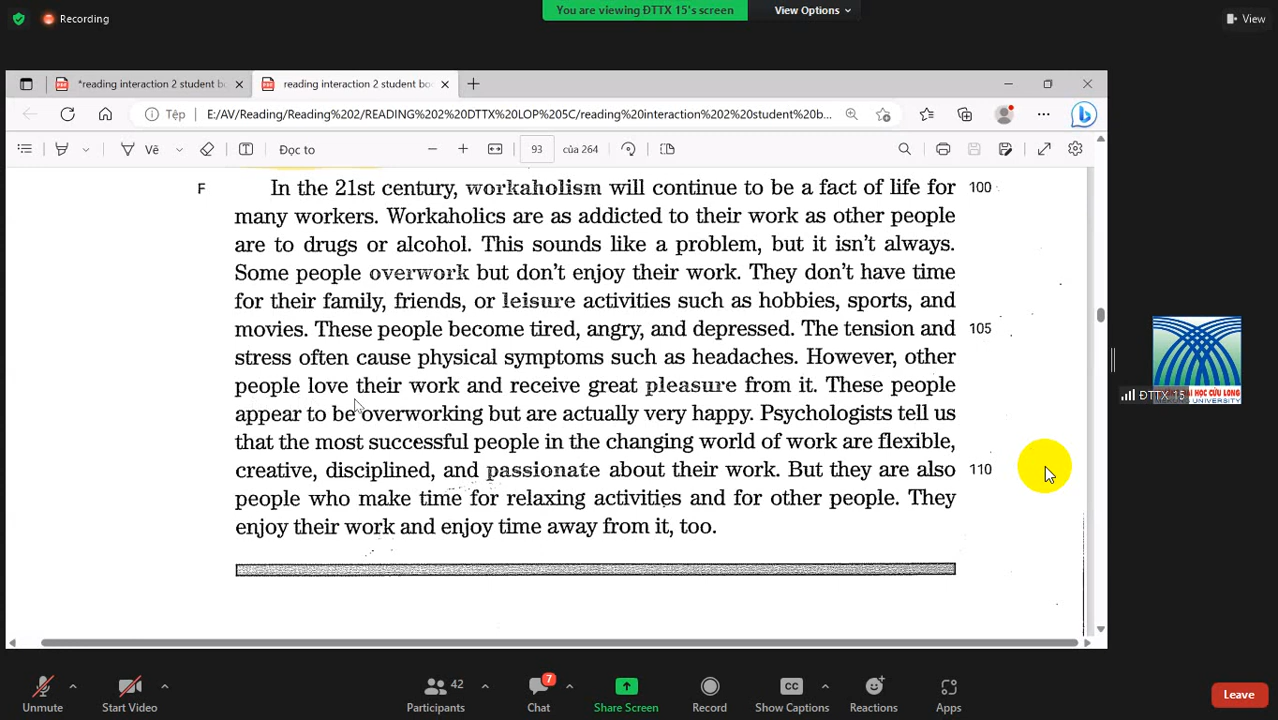 Recording
You are viewing ĐTTX 15's screen
View Options
View
*reading interaction 2 student bo
reading interaction 2 student bo
Tệp
E:/AV/Reading/Reading%202/READING%202%20DTTX%20LOP%205C/reading%20interaction%202%20student%20b...
Vẽ
Đọc to
93
của 264
F
In the 21st century, workaholism will continue to be a fact of life for 100
many workers. Workaholics are as addicted to their work as other people
are to drugs or alcohol. This sounds like a problem, but it isn't always.
Some people overwork but don't enjoy their work. They don't have time
for their family, friends, or leisure activities such as hobbies, sports, and
movies. These people become tired, angry, and depressed. The tension and 105
stress often cause physical symptoms such as headaches. However, other
people love their work and receive great pleasure from it. These people
appear to be overworking but are actually very happy. Psychologists tell us
that the most successful people in the changing world of work are flexible,
creative, disciplined, and passionate about their work. But they are also 110
people who make time for relaxing activities and for other people. They
enjoy their work and enjoy time away from it, too.
ĐTTX 15
Unmute
Start Video
42
Participants
7
Chat
Share Screen
Record
CC
Show Captions
Reactions
Apps
Leave